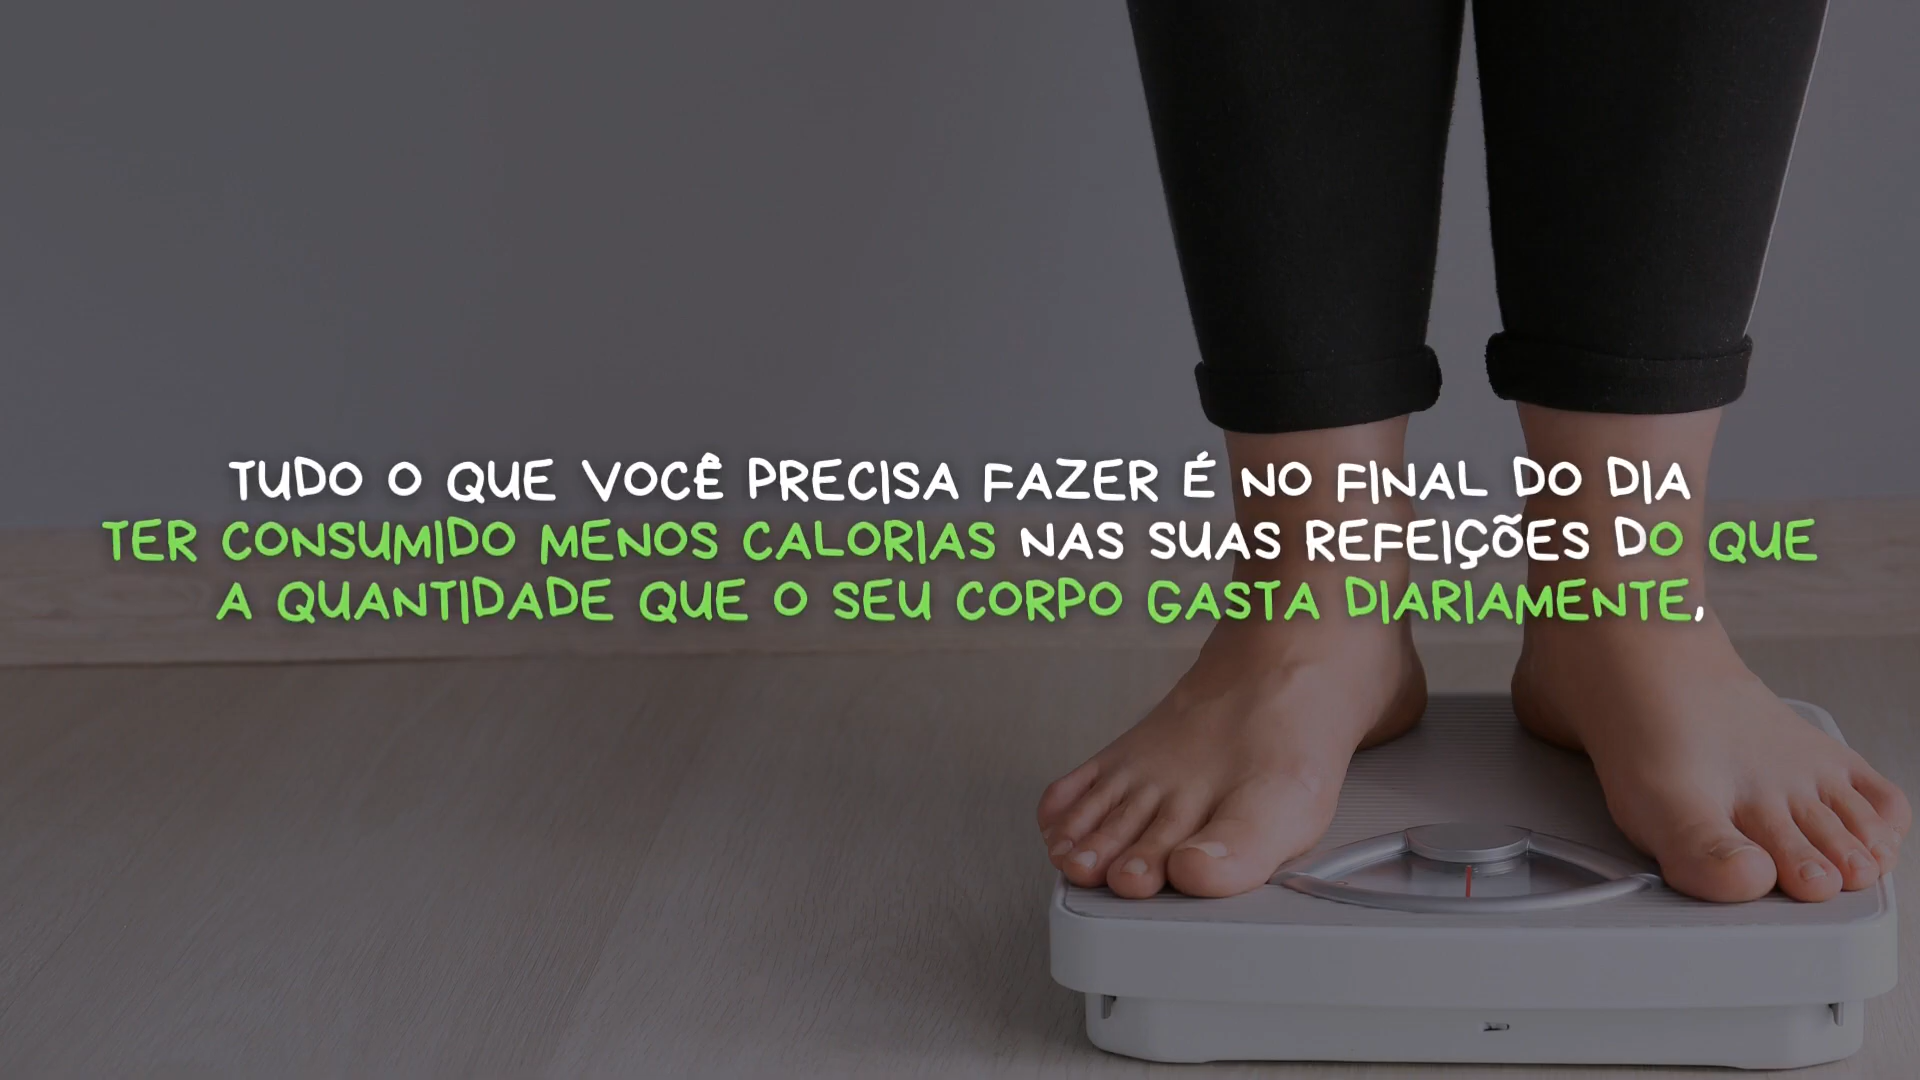 TUDO O QUE VOCÊ PRECISA FAZER É NO FINAL DO DIA
TER CONSUMIDO MENOS CALORIAS NAS SUAS REFEIÇÕES DO QUE
A QUANTIDADE QUE O SEU CORPO GASTA DIARIAMENTE,